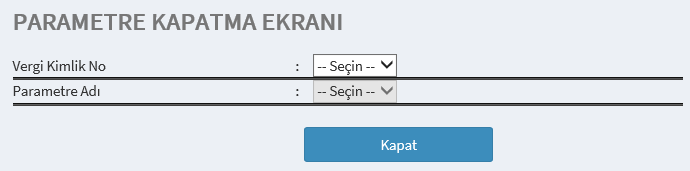 PARAMETRE KAPATMA EKRANI
Vergi Kimlik No : -- Seçin --
Parametre Adı : -- Seçin --
Kapat